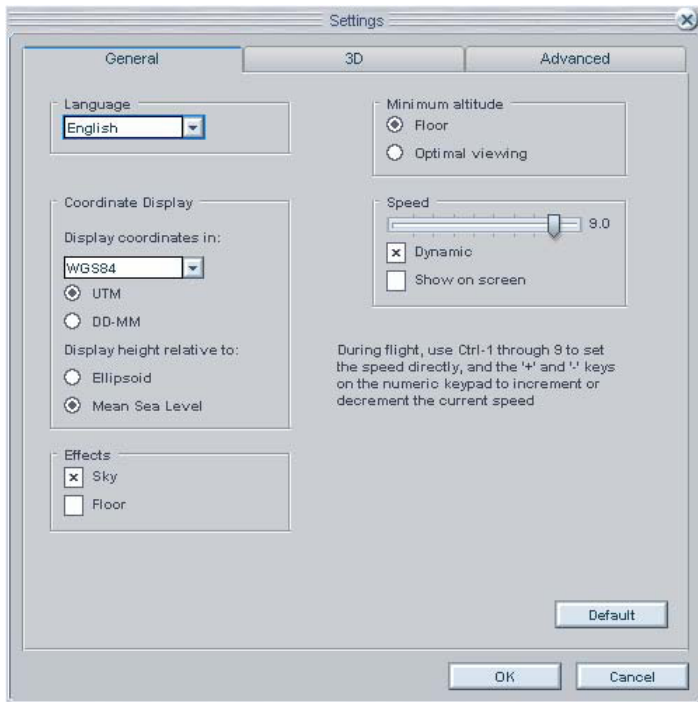 Settings
General
3D
Advanced
Language
English
Minimum altitude
Floor
Optimal viewing
Coordinate Display
Display coordinates in:
WGS84
UTM
DD-MM
Display height relative to:
Ellipsoid
Mean Sea Level
Speed
9.0
Dynamic
Show on screen
During flight, use Ctrl-1 through 9 to set
the speed directly, and the '+' and '-' keys
on the numeric keypad to increment or
decrement the current speed
Effects
Sky
Floor
Default
OK
Cancel